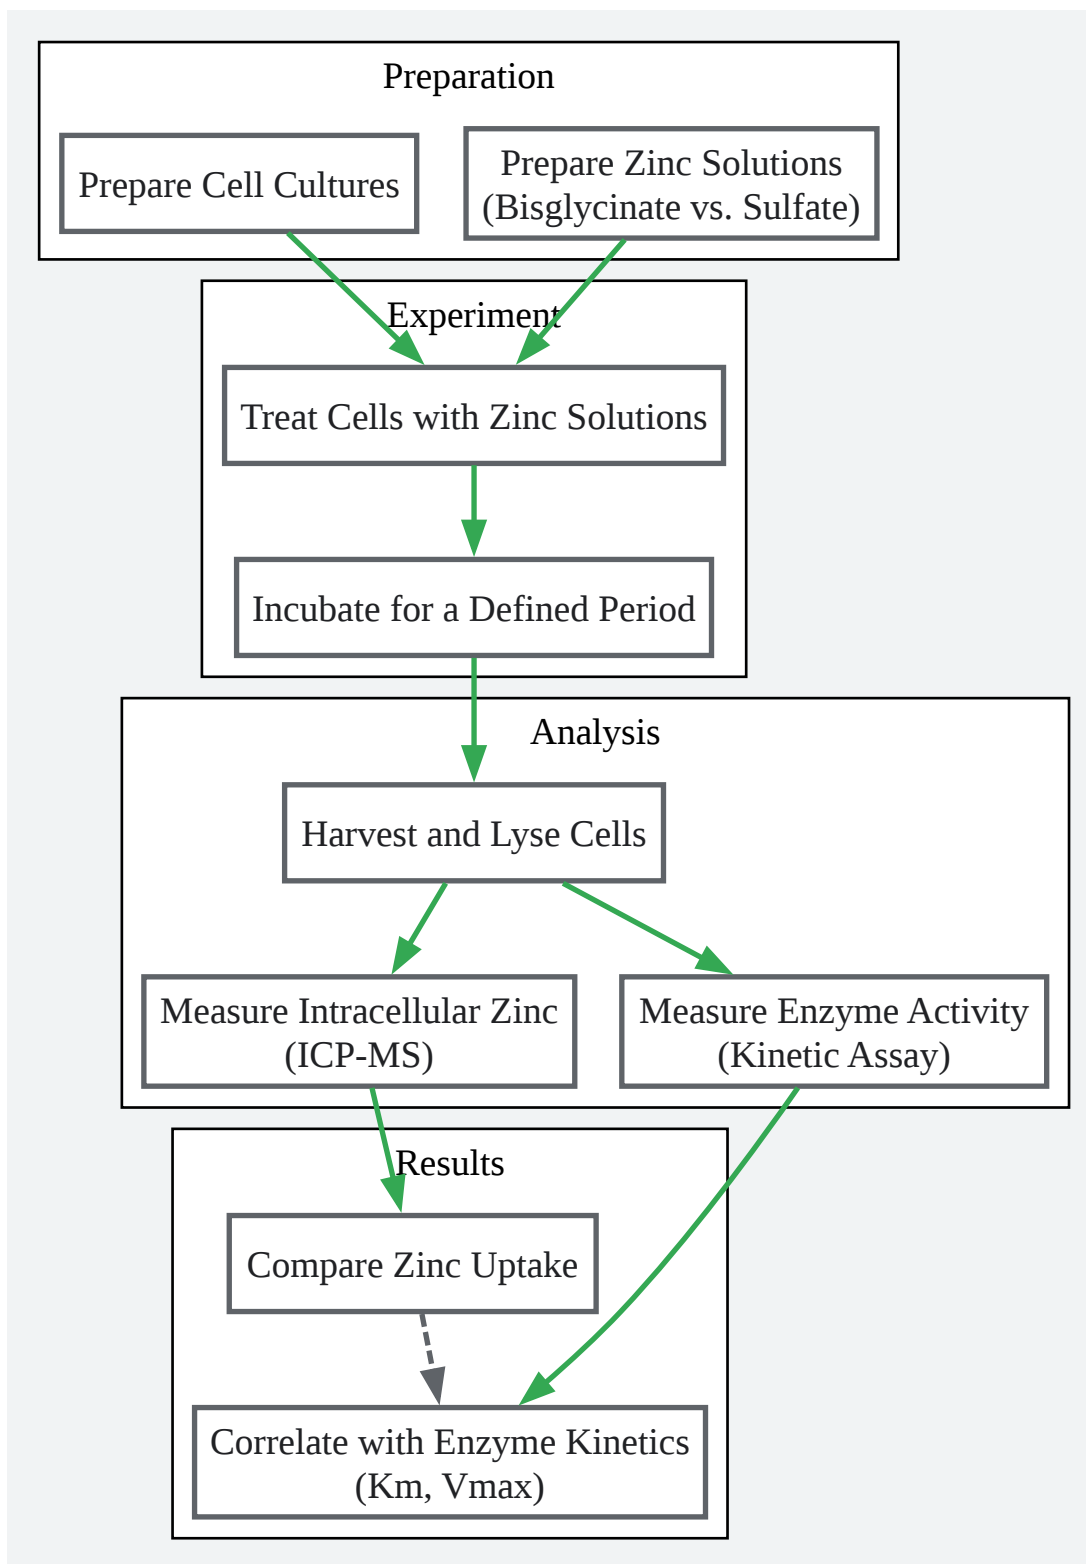 Preparation
Prepare Cell Cultures
Prepare Zinc Solutions
(Bisglycinate vs. Sulfate)
Experiment
Treat Cells with Zinc Solutions
Incubate for a Defined Period
Analysis
Harvest and Lyse Cells
Measure Intracellular Zinc
(ICP-MS)
Measure Enzyme Activity
(Kinetic Assay)
Results
Compare Zinc Uptake
Correlate with Enzyme Kinetics
(Km, Vmax)